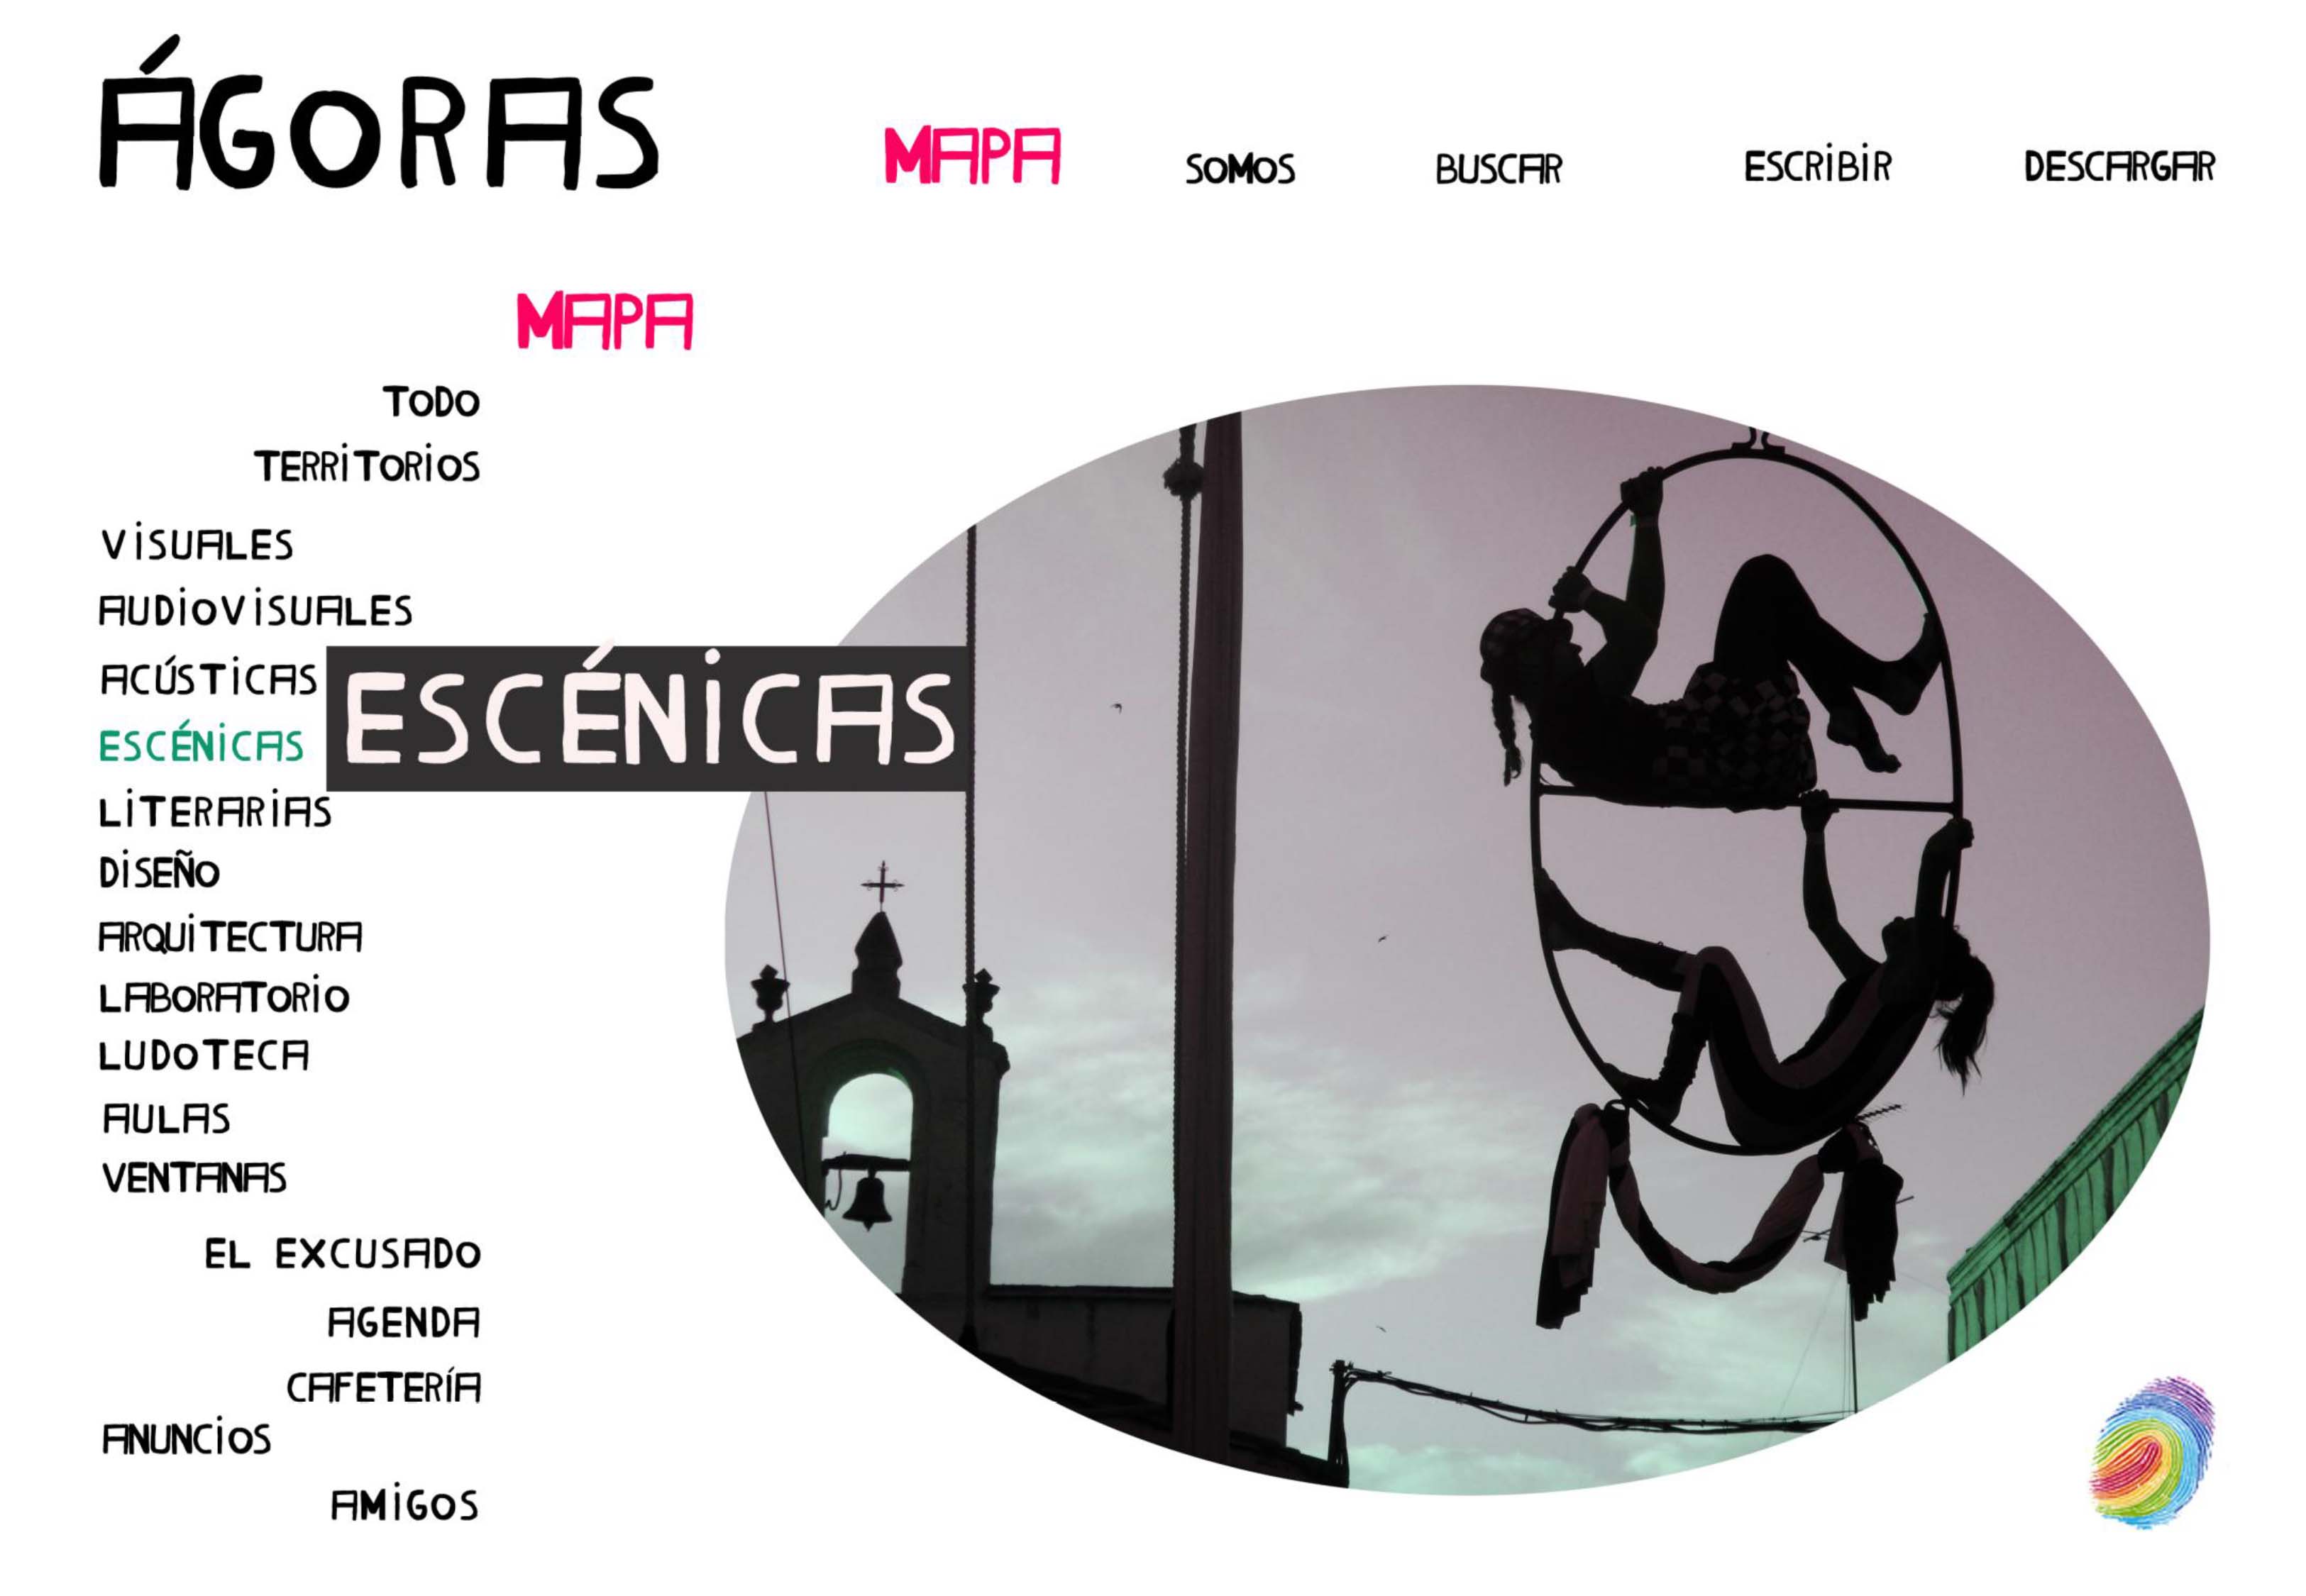 ÁGORAS
MAPA SOMOS BUSCAR ESCRIBIR DESCARGAR
MAPA
TODO
TERRITORIOS
VISUALES
AUDIOVISUALES
ACÚSTICAS
ESCÉNICAS
ESCÉNICAS
LITERARIAS
DISEÑO
ARQUITECTURA
LABORATORIO
LUDOTECA
AULAS
VENTANAS
EL EXCUSADO
AGENDA
CAFETERÍA
ANUNCIOS
AMIGOS